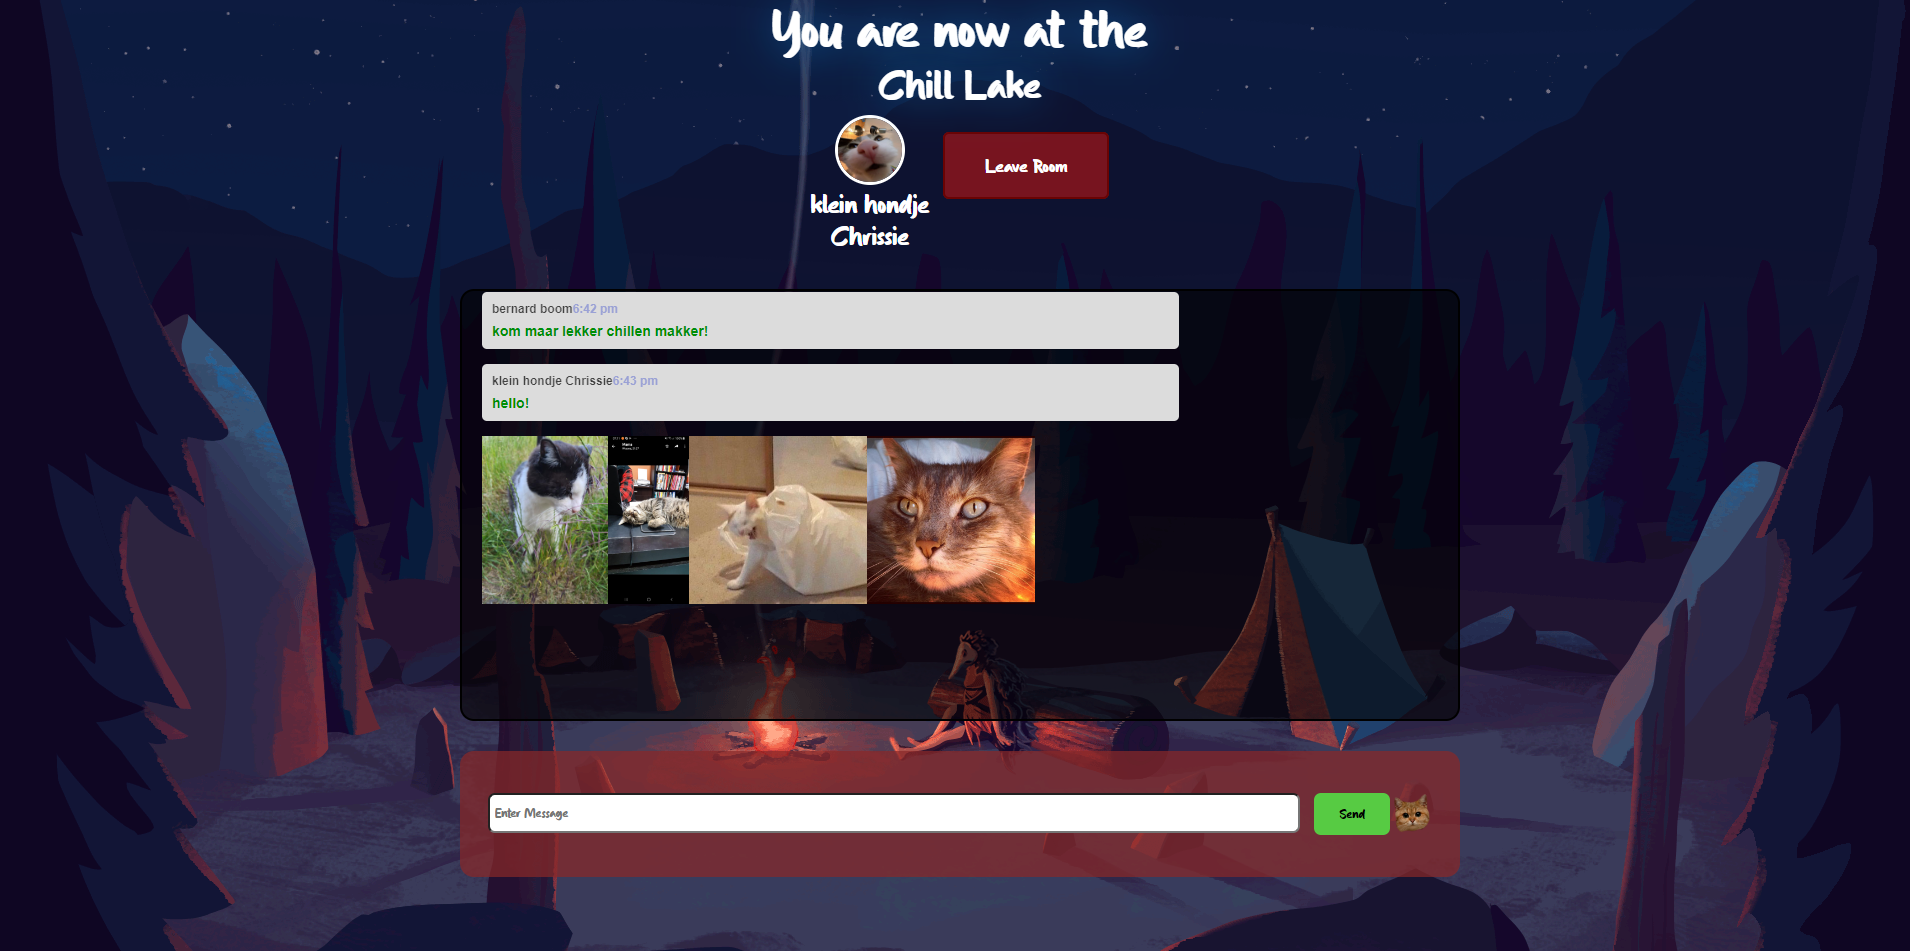 You are now at the
Chill Lake
Leave Room
klein hondje
Chrissie
bernard boom6:42 pm
kom maar lekker chillen makker!
klein hondje Chrissie6:43 pm
hello!
Enter Message
Send